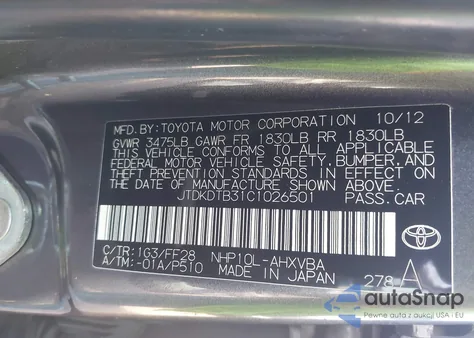 MFD.BY:TOYOTA MOTOR CORPORATION 10/12
GVWR 3475LB GAWR FR 1830LB RR 1830LB
THIS VEHICLE CONFORMS TO ALL APPLICABLE
FEDERAL MOTOR VEHICLE SAFETY,BUMPER,AND
THEFT PREVENTION STANDARDS IN EFFECT ON
THE DATE OF MANUFACTURE SHOWN ABOVE.
JTDKDTB31C1026501 PASS.CAR
C/TR:1G3/FF28 NHP10L-AHXVBA
A/TM:-01A/P510 MADE IN JAPAN 278 A
TOYOTA
autoSnap
Pewne auta z aukcji USA i EU